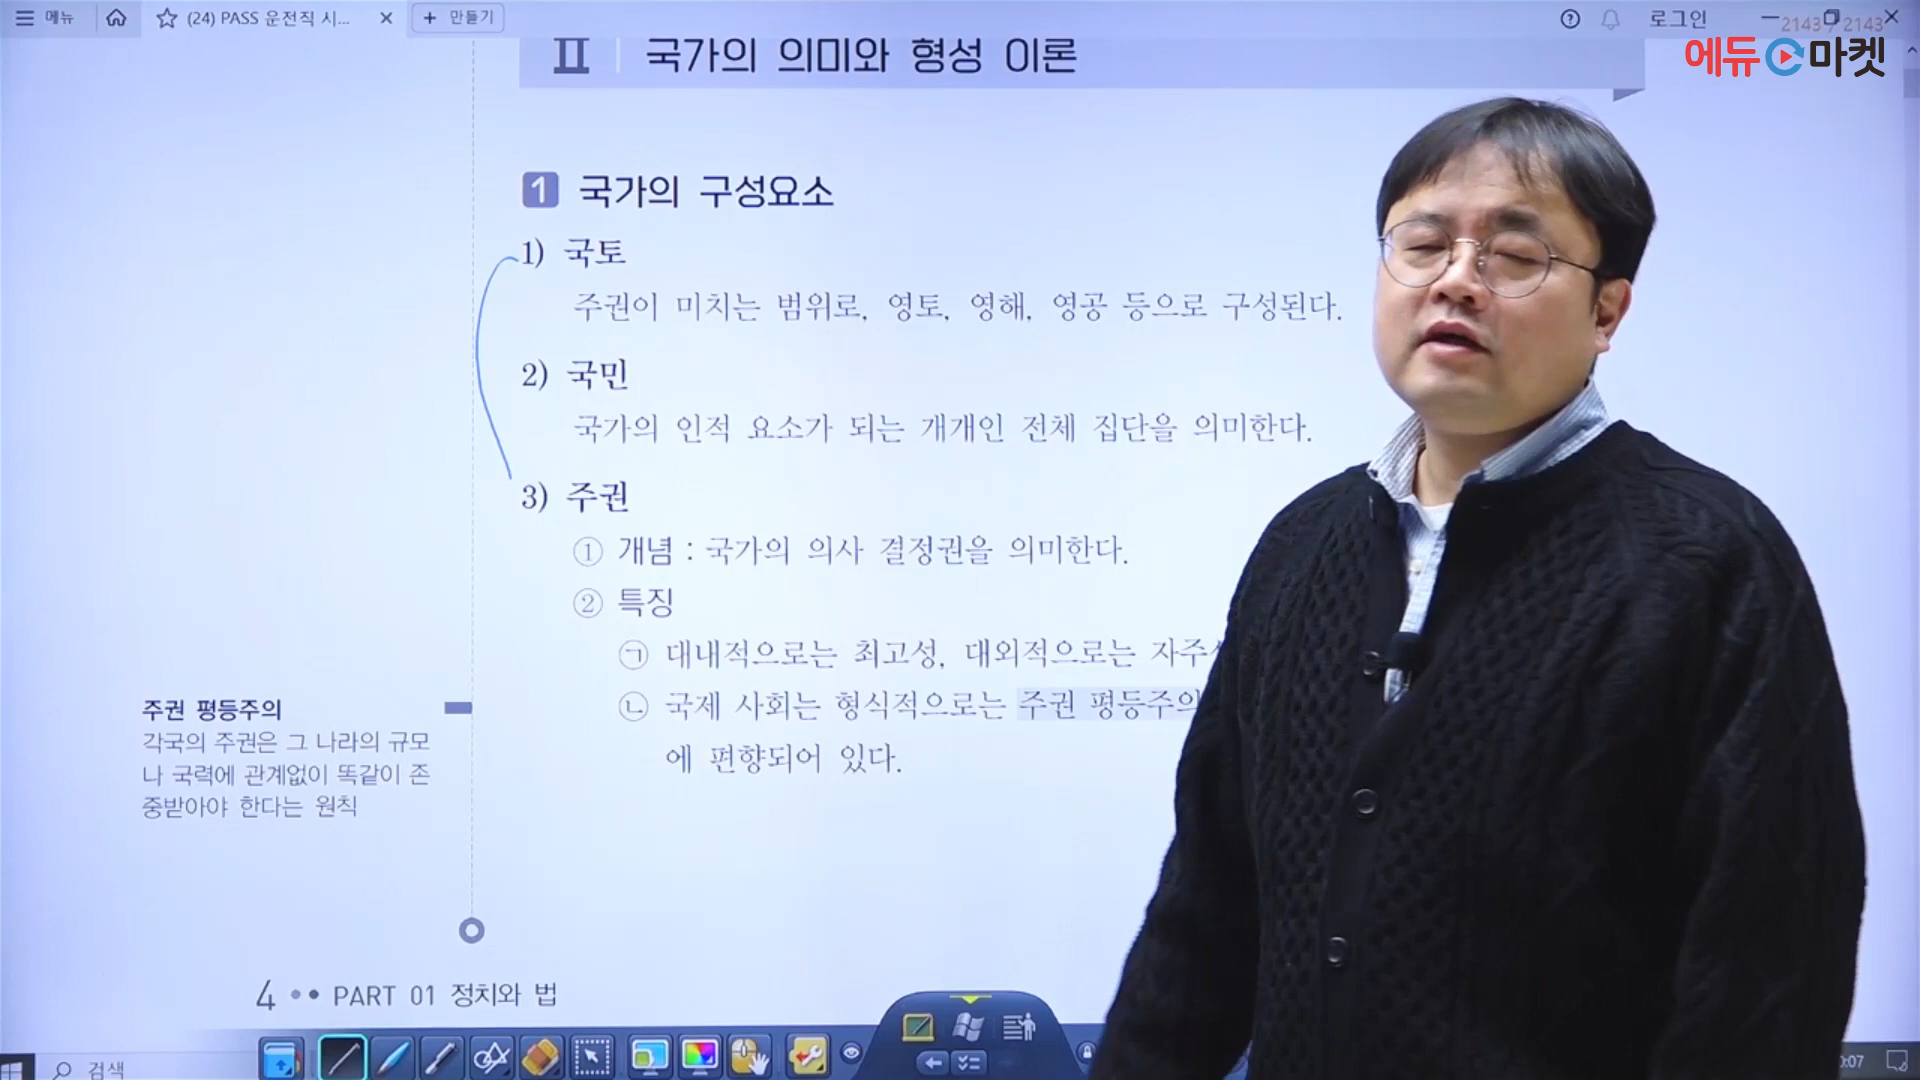 메뉴
(24) PASS 운전직 시...
만들기
로그인
2143 / 2143
에듀 마켓
Ⅱ 국가의 의미와 형성 이론
1 국가의 구성요소
1) 국토
주권이 미치는 범위로, 영토, 영해, 영공 등으로 구성된다.
2) 국민
국가의 인적 요소가 되는 개개인 전체 집단을 의미한다.
3) 주권
① 개념 : 국가의 의사 결정권을 의미한다.
② 특징
㉠ 대내적으로는 최고성, 대외적으로는 자주
㉡ 국제 사회는 형식적으로는 주권 평등주의
에 편향되어 있다.
주권 평등주의
각국의 주권은 그 나라의 규모
나 국력에 관계없이 똑같이 존
중받아야 한다는 원칙
4 •• PART 01 정치와 법
검색
:07